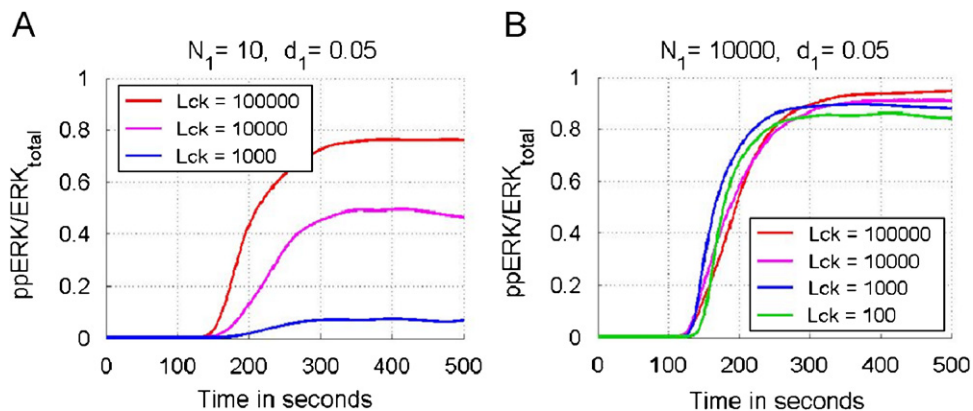 A
N1= 10, d1= 0.05
1
0.8
0.6
0.4
0.2
0
ppERK/ERKtotal
Lck = 100000
Lck = 10000
Lck = 1000
0 100 200 300 400 500
Time in seconds
B
N1= 10000, d1= 0.05
1
0.8
0.6
0.4
0.2
0
ppERK/ERKtotal
Lck = 100000
Lck = 10000
Lck = 1000
Lck = 100
0 100 200 300 400 500
Time in seconds